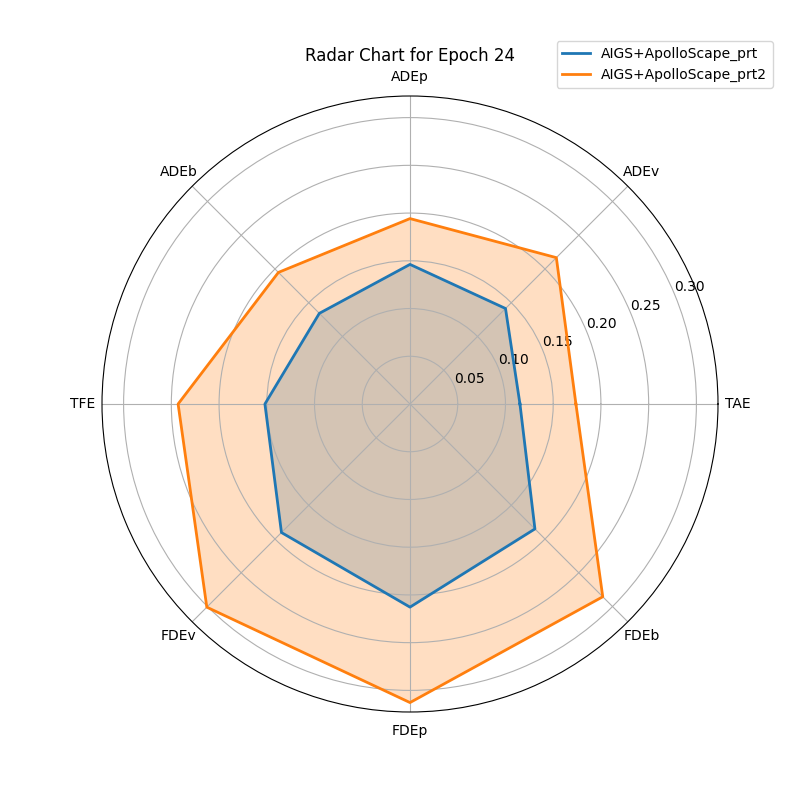 Radar Chart for Epoch 24
AIGS+ApolloScape_prt
AIGS+ApolloScape_prt2
ADEp
ADEb
ADEv
0.30
0.25
0.20
0.15
0.10
0.05
TFE
TAE
FDEv
FDEb
FDEp